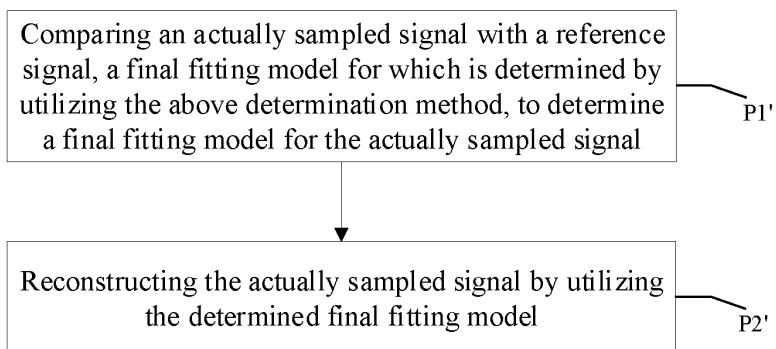 Comparing an actually sampled signal with a reference
signal, a final fitting model for which is determined by
utilizing the above determination method, to determine
a final fitting model for the actually sampled signal
P1'
Reconstructing the actually sampled signal by utilizing
the determined final fitting model
P2'